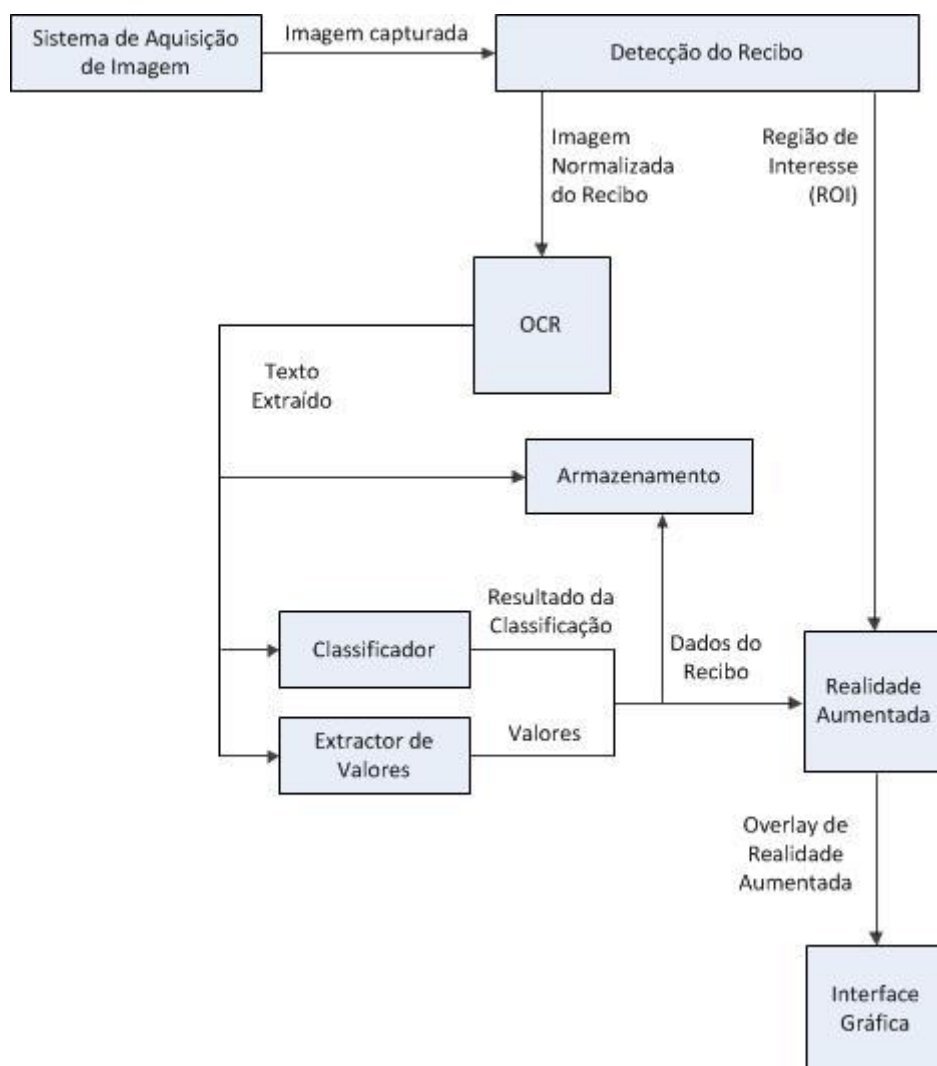 Sistema de Aquisição
de Imagem
Imagem capturada
Detecção do Recibo
Imagem
Normalizada
do Recibo
Região de
Interesse
(ROI)
OCR
Texto
Extraído
Armazenamento
Resultado da
Classificação
Classificador
Dados do
Recibo
Realidade
Aumentada
Extractor de
Valores
Valores
Overlay de
Realidade
Aumentada
Interface
Gráfica